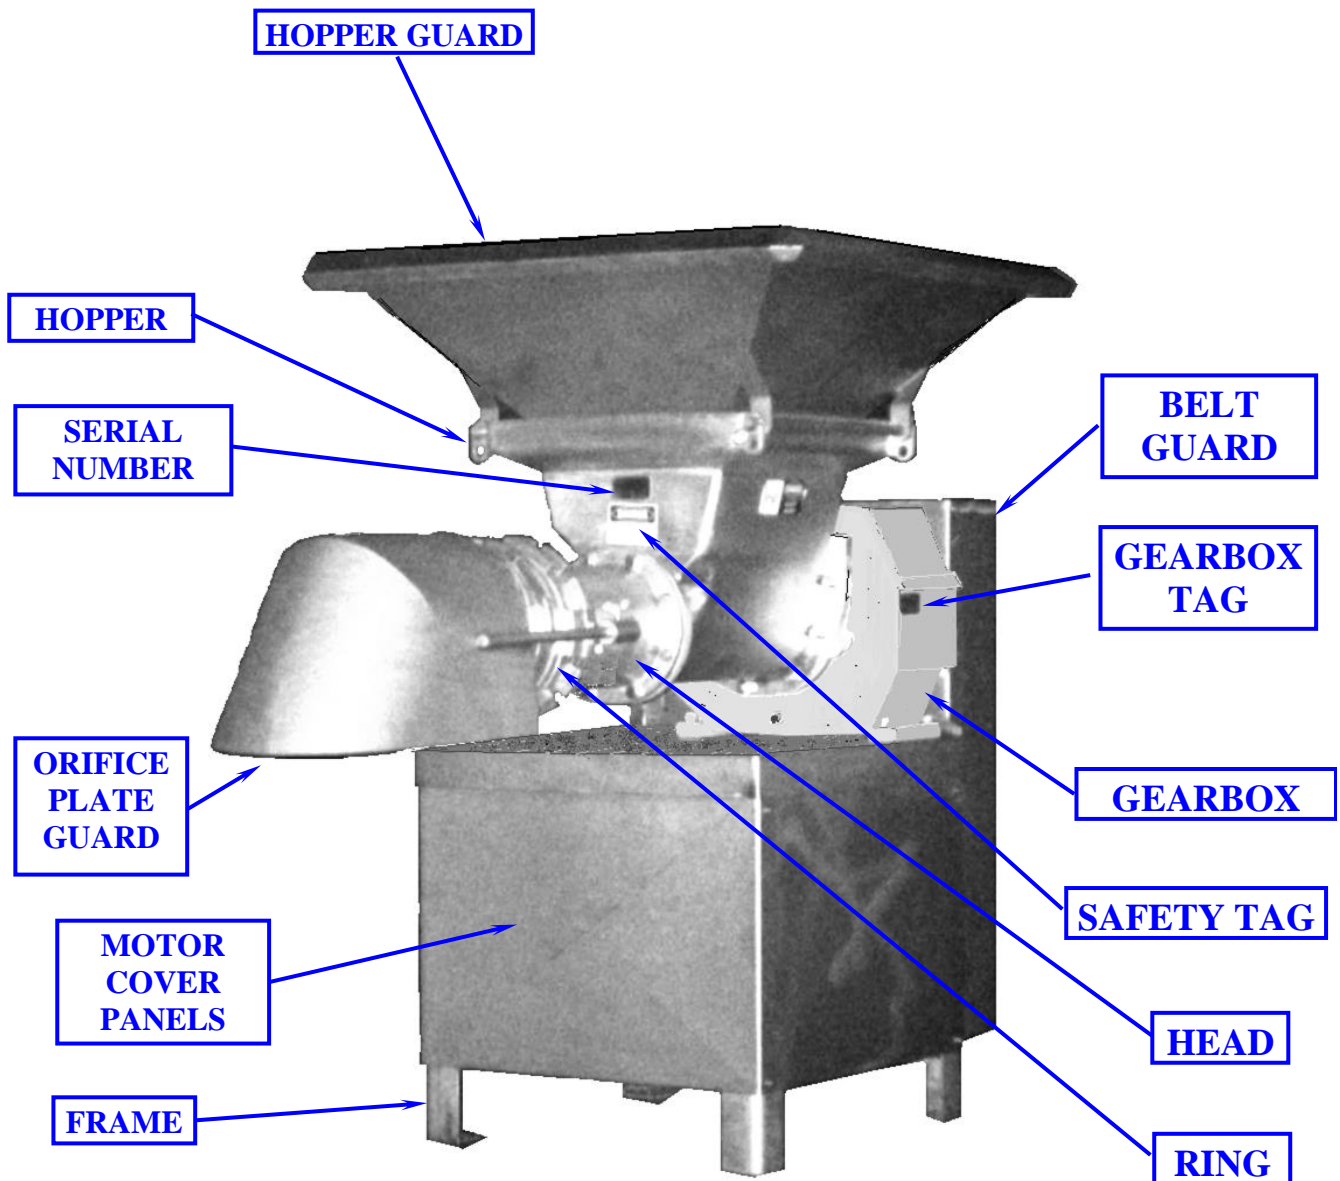 HOPPER GUARD
HOPPER
SERIAL
NUMBER
BELT
GUARD
GEARBOX
TAG
ORIFICE
PLATE
GUARD
GEARBOX
SAFETY TAG
MOTOR
COVER
PANELS
HEAD
FRAME
RING